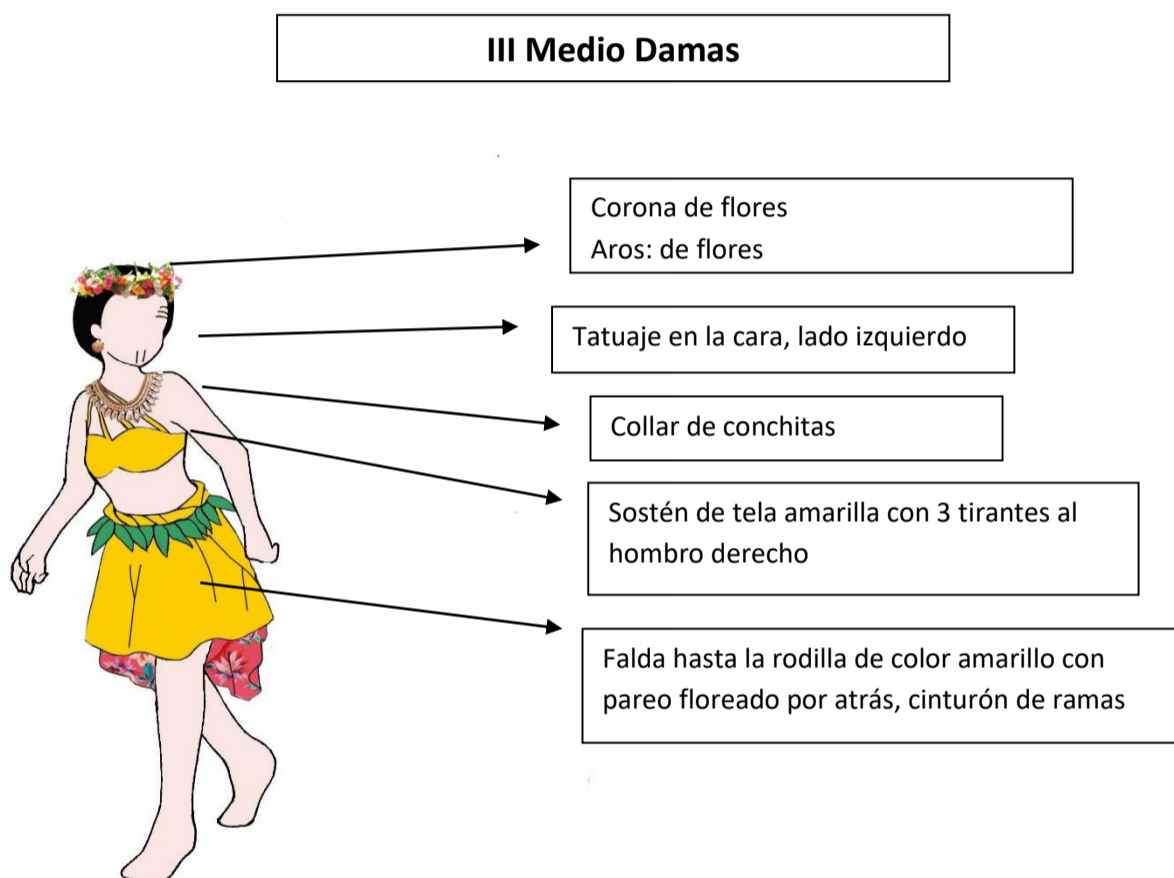 III Medio Damas
Corona de flores
Aros: de flores
Tatuaje en la cara, lado izquierdo
Collar de conchitas
Sostén de tela amarilla con 3 tirantes al
hombro derecho
Falda hasta la rodilla de color amarillo con
pareo floreado por atrás, cinturón de ramas